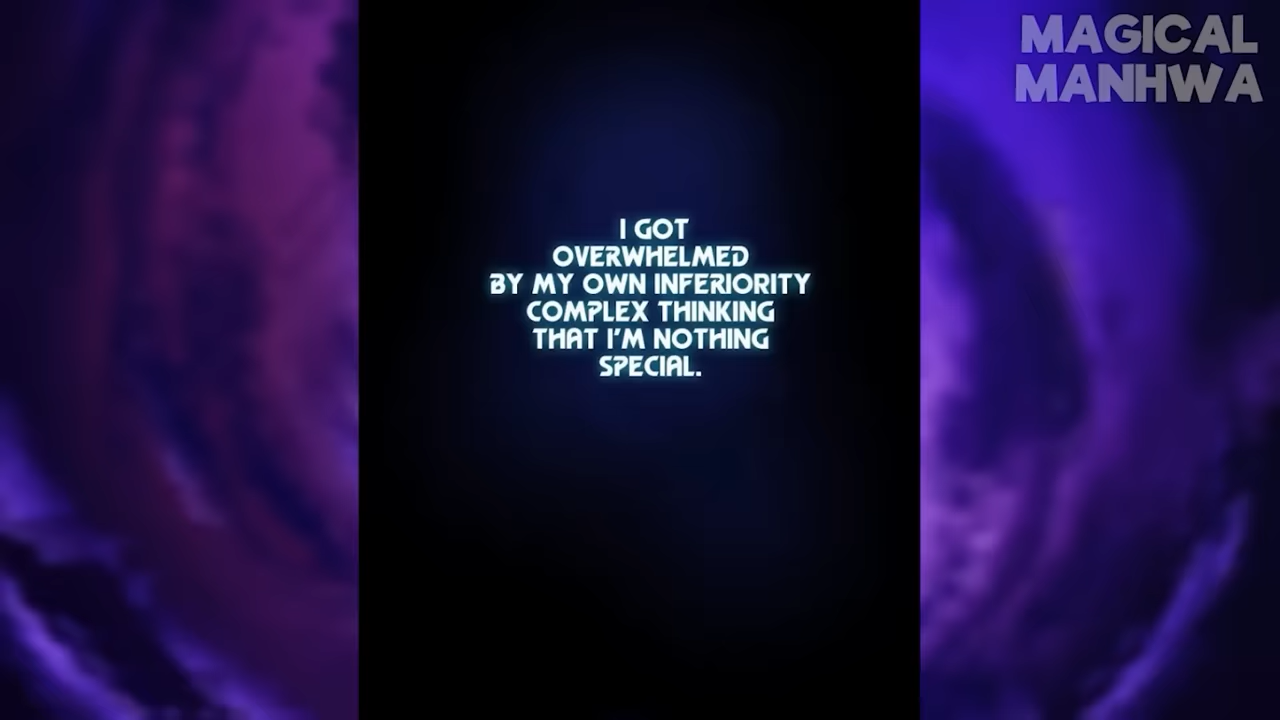 MAGICAL
MANHWA
I GOT
OVERWHELMED
BY MY OWN INFERIORITY
COMPLEX THINKING
THAT I'M NOTHING
SPECIAL.